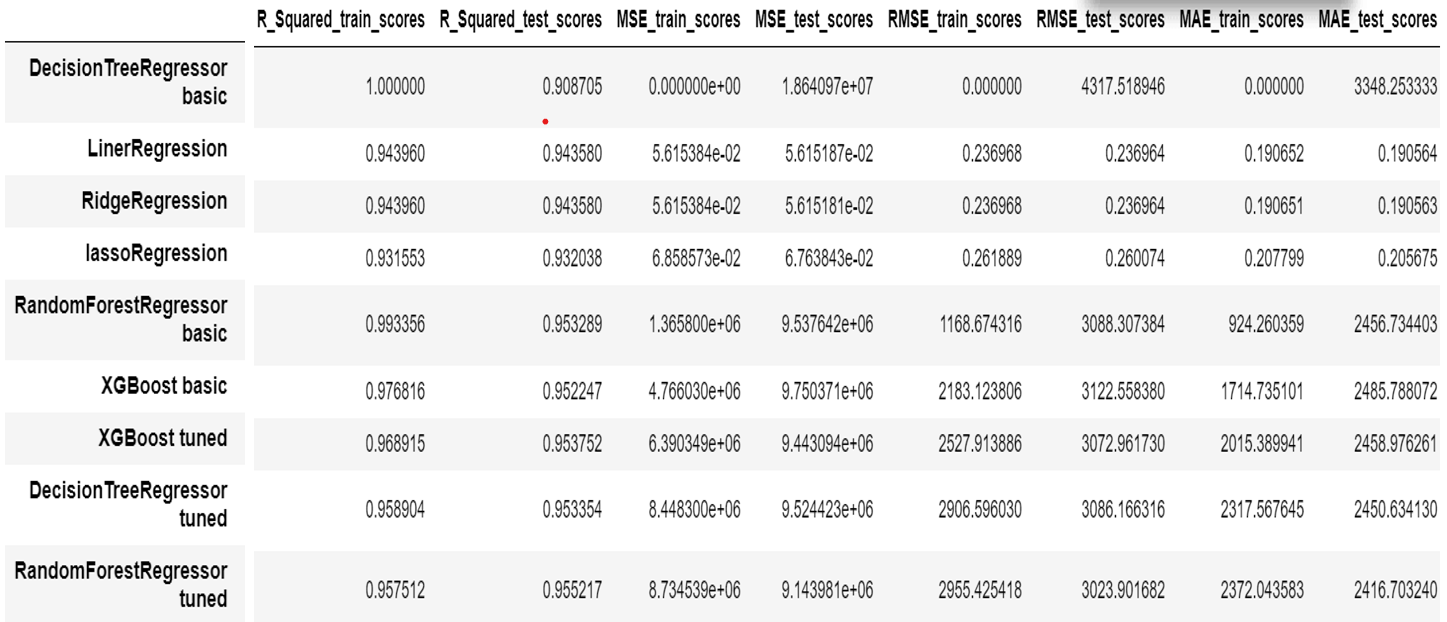 R_Squared_train_scores R_Squared_test_scores MSE_train_scores MSE_test_scores RMSE_train_scores RMSE_test_scores MAE_train_scores MAE_test_scores
DecisionTreeRegressor
basic 1.000000 0.908705 0.000000e+00 1.864097e+07 0.000000 4317.518946 0.000000 3348.253333
LinerRegression 0.943960 0.943580 5.615384e-02 5.615187e-02 0.236968 0.236964 0.190652 0.190564
RidgeRegression 0.943960 0.943580 5.615384e-02 5.615181e-02 0.236968 0.236964 0.190651 0.190563
lassoRegression 0.931553 0.932038 6.858573e-02 6.763843e-02 0.261889 0.260074 0.207799 0.205675
RandomForestRegressor
basic 0.993356 0.953289 1.365800e+06 9.537642e+06 1168.674316 3088.307384 924.260359 2456.734403
XGBoost basic 0.976816 0.952247 4.766030e+06 9.750371e+06 2183.123806 3122.558380 1714.735101 2485.788072
XGBoost tuned 0.968915 0.953752 6.390349e+06 9.443094e+06 2527.913886 3072.961730 2015.389941 2458.976261
DecisionTreeRegressor
tuned 0.958904 0.953354 8.448300e+06 9.524423e+06 2906.596030 3086.166316 2317.567645 2450.634130
RandomForestRegressor
tuned 0.957512 0.955217 8.734539e+06 9.143981e+06 2955.425418 3023.901682 2372.043583 2416.703240